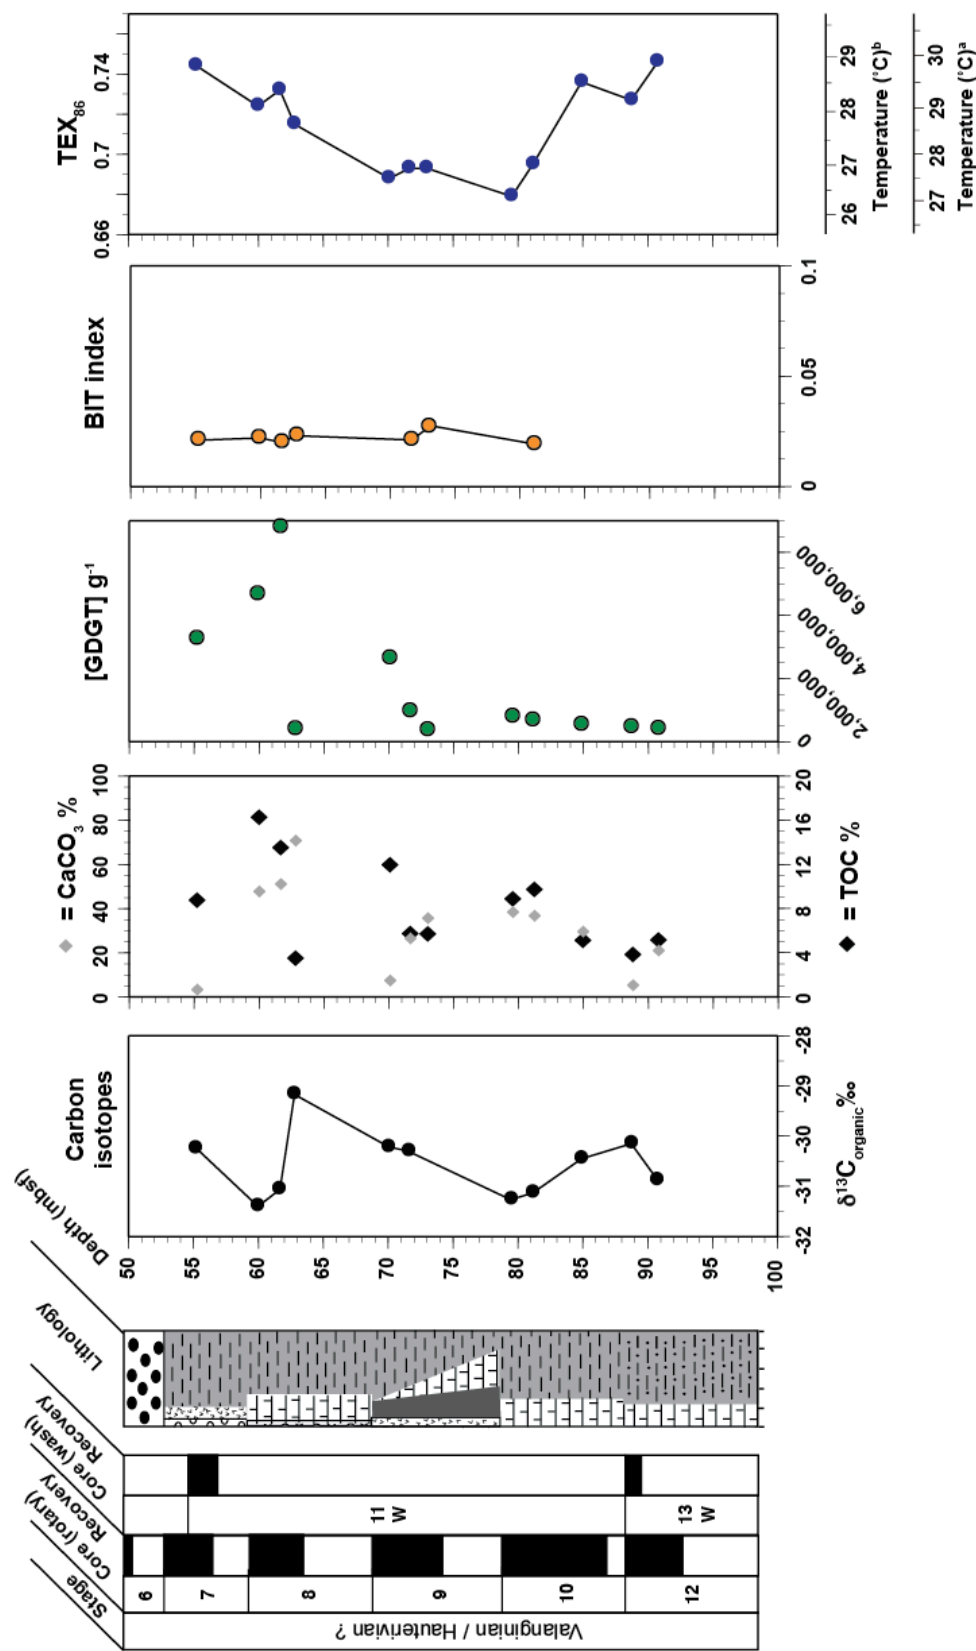 TEX86
0.66
0.7
0.74
26
27
28
29
Temperature (°C)b
27
28
29
30
Temperature (°C)a
BIT index
0
0.05
0.1
[GDGT] g-1
0
2,000,000
4,000,000
6,000,000
= CaCO3 %
0
20
40
60
80
100
0
4
8
12
16
20
= TOC %
Carbon
isotopes
-32
-31
-30
-29
-28
δ13Corganic‰
Depth (mbsf)
50
55
60
65
70
75
80
85
90
95
100
Lithology
Recovery
Core (wash)
Recovery
Core (rotary)
Stage
11
W
13
W
6
7
8
9
10
12
Valanginian / Hauterivian ?